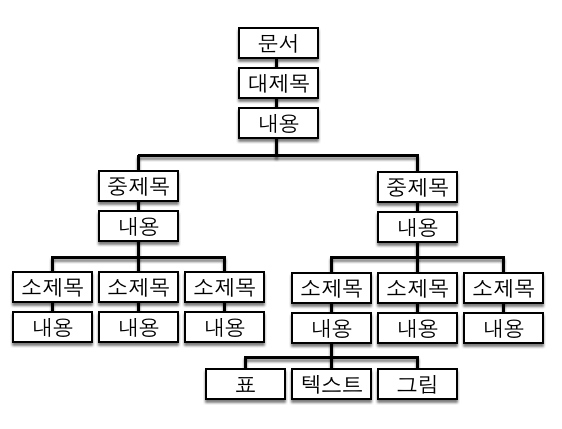 문서
대제목
내용
중제목 중제목
내용 내용
소제목 소제목 소제목 소제목 소제목 소제목
내용 내용 내용 내용 내용 내용
표 텍스트 그림